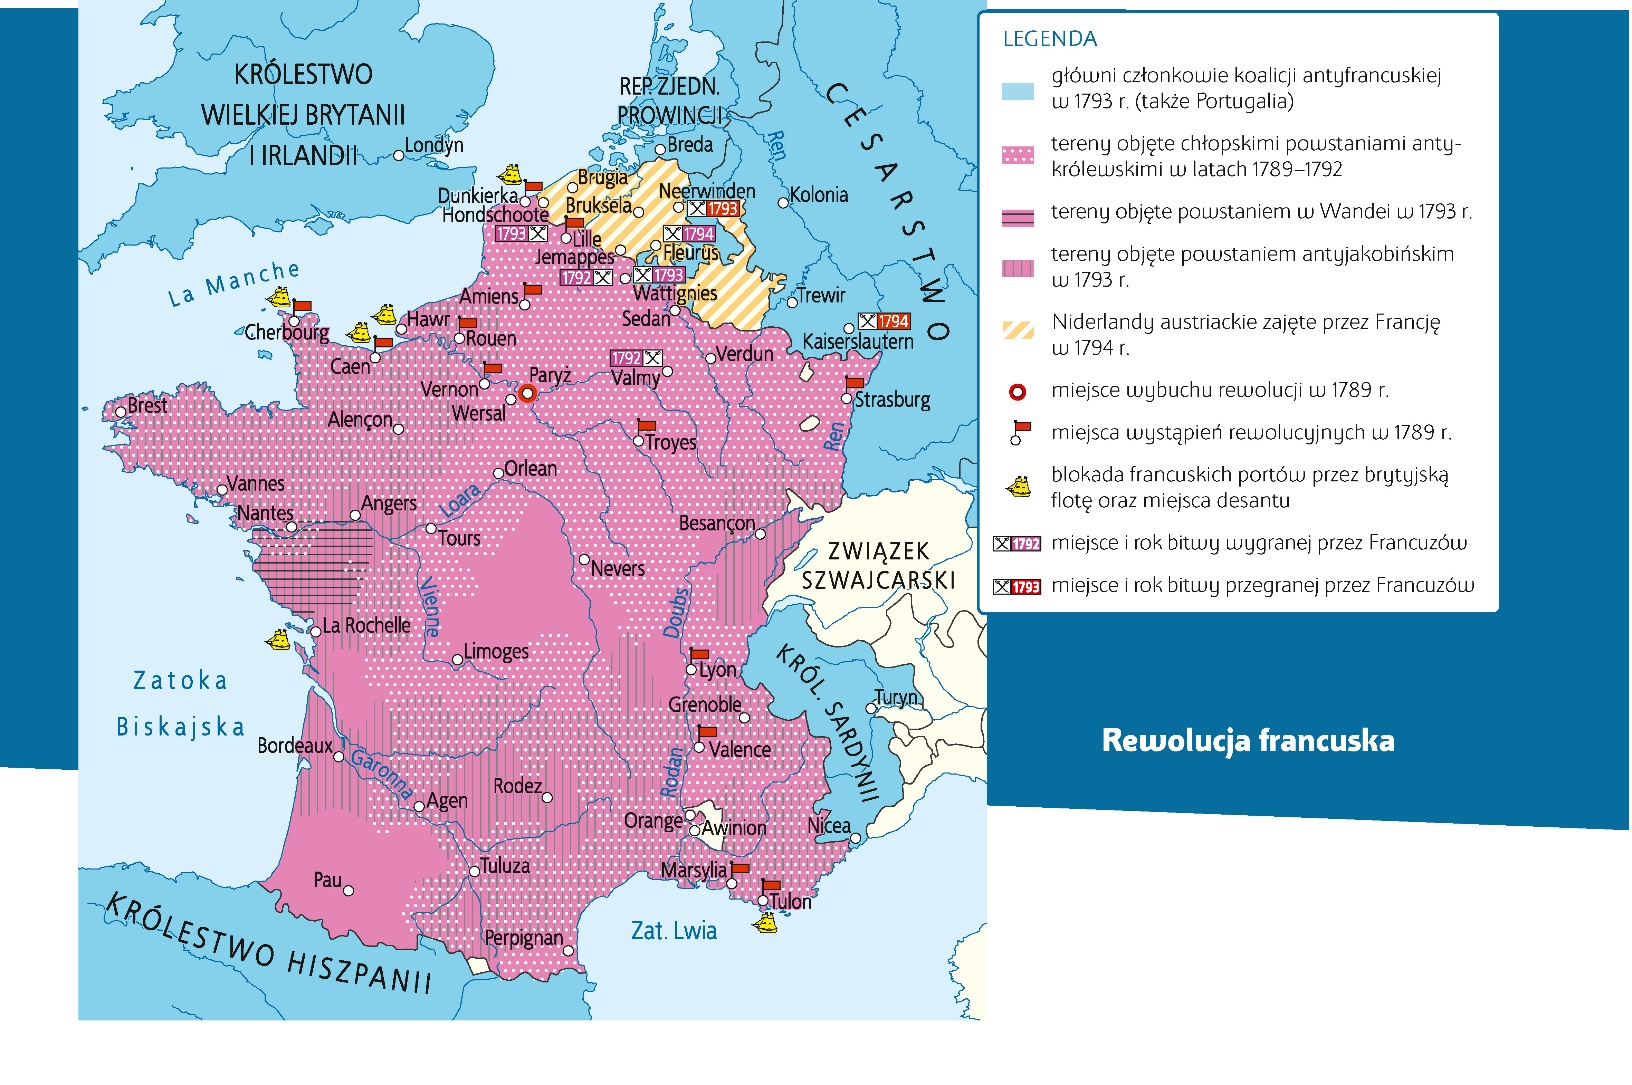 KRÓLESTWO
WIELKIEJ BRYTANII
I IRLANDII
Londyn
REP. ZJEDN.
PROWINCJI
Breda
Ren
CESARSTWO
Dunkierka
Brugia
Neerwinden
1793
Kolonia
Hondschoote
Bruksela
1793
Lille
1794
Fleurus
Jemappes
1792
1793
Wattignies
La Manche
Amiens
Sedan
Trewir
1794
Kaiserslautern
Cherbourg
Hawr
Rouen
Caen
1792
Valmy
Verdun
Vernon
Paryż
Wersal
Strasburg
Brest
Alençon
Troyes
Ren
Orlean
Vannes
Loara
Nantes
Angers
Tours
Besançon
ZWIĄZEK
SZWAJCARSKI
Nevers
Vienne
Doubs
La Rochelle
Limoges
Lyon
KRÓL. SARDYNII
Zatoka
Biskajska
Grenoble
Turyn
Bordeaux
Garonna
Valence
Rodan
Agen
Rodez
Orange
Awinion
Nicea
Tuluza
Marsylia
Pau
Tulon
KRÓLESTWO HISZPANII
Perpignan
Zat. Lwia
LEGENDA
główni członkowie koalicji antyfrancuskiej
w 1793 r. (także Portugalia)
tereny objęte chłopskimi powstaniami anty-
królewskimi w latach 1789–1792
tereny objęte powstaniem w Wandei w 1793 r.
tereny objęte powstaniem antyjakobińskim
w 1793 r.
Niderlandy austriackie zajęte przez Francję
w 1794 r.
miejsce wybuchu rewolucji w 1789 r.
miejsca wystąpień rewolucyjnych w 1789 r.
blokada francuskich portów przez brytyjską
flotę oraz miejsca desantu
1792 miejsce i rok bitwy wygranej przez Francuzów
1793 miejsce i rok bitwy przegranej przez Francuzów
Rewolucja francuska